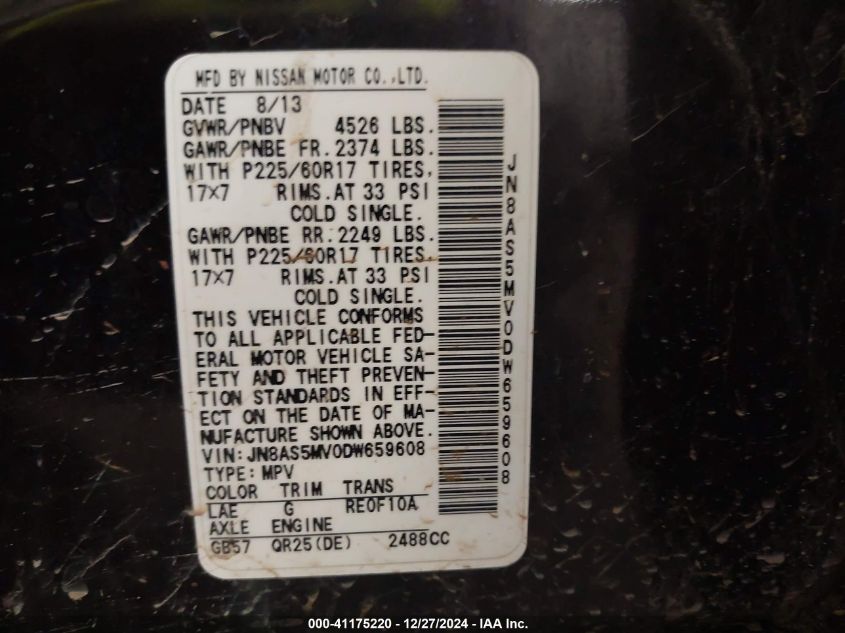 MFD BY NISSAN MOTOR CO.,LTD.
DATE 8/13
GVWR/PNBV 4526 LBS.
GAWR/PNBE FR. 2374 LBS.
WITH P225/60R17 TIRES,
17X7 RIMS.AT 33 PSI
COLD SINGLE.
GAWR/PNBE RR. 2249 LBS.
WITH P225/60R17 TIRES,
17X7 RIMS.AT 33 PSI
COLD SINGLE.
THIS VEHICLE CONFORMS
TO ALL APPLICABLE FED-
ERAL MOTOR VEHICLE SA-
FETY AND THEFT PREVEN-
TION STANDARDS IN EFF-
ECT ON THE DATE OF MA-
NUFACTURE SHOWN ABOVE.
VIN: JN8AS5MV0DW659608
TYPE: MPV
COLOR TRIM TRANS
LAE G RE0F10A
AXLE ENGINE
GB57 QR25(DE) 2488CC
JN8AS5MV0DW659608
000-41175220 - 12/27/2024 - IAA Inc.